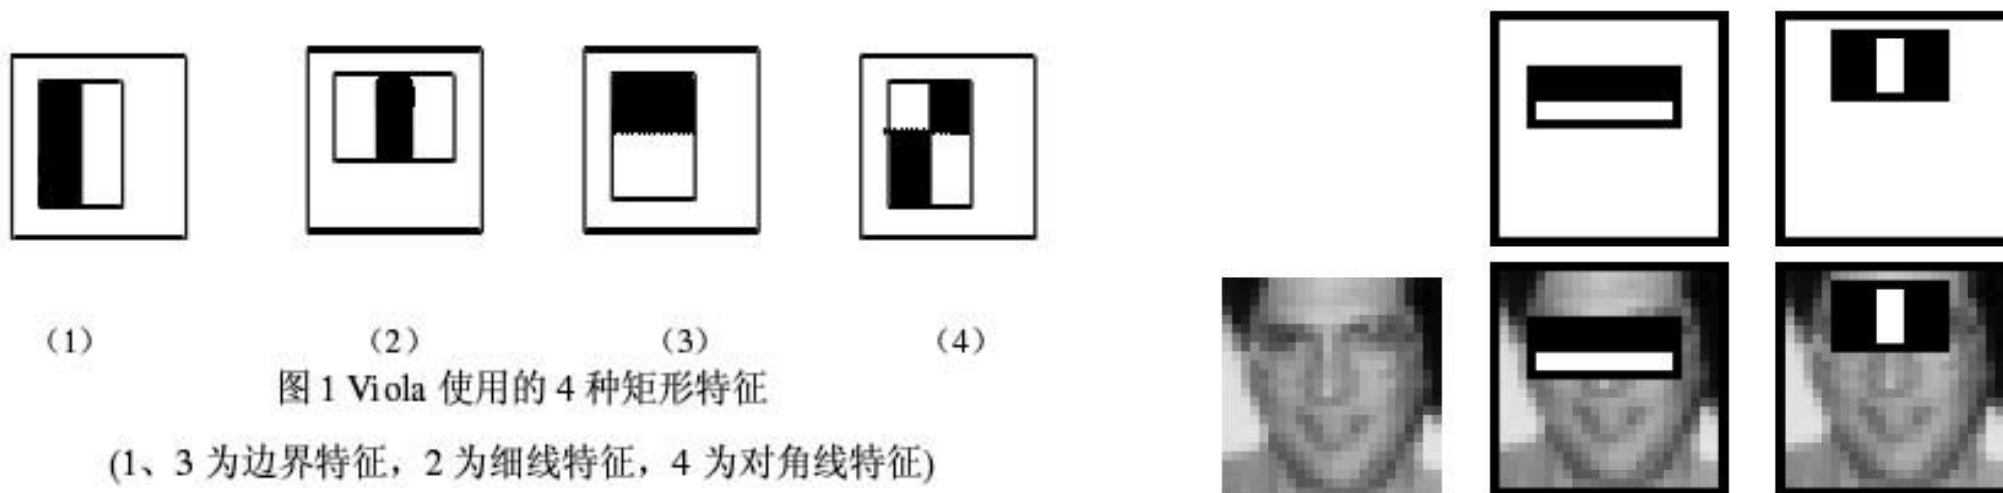 (1) (2) (3) (4)
图 1 Viola 使用的 4 种矩形特征
(1、3 为边界特征，2 为细线特征，4 为对角线特征)